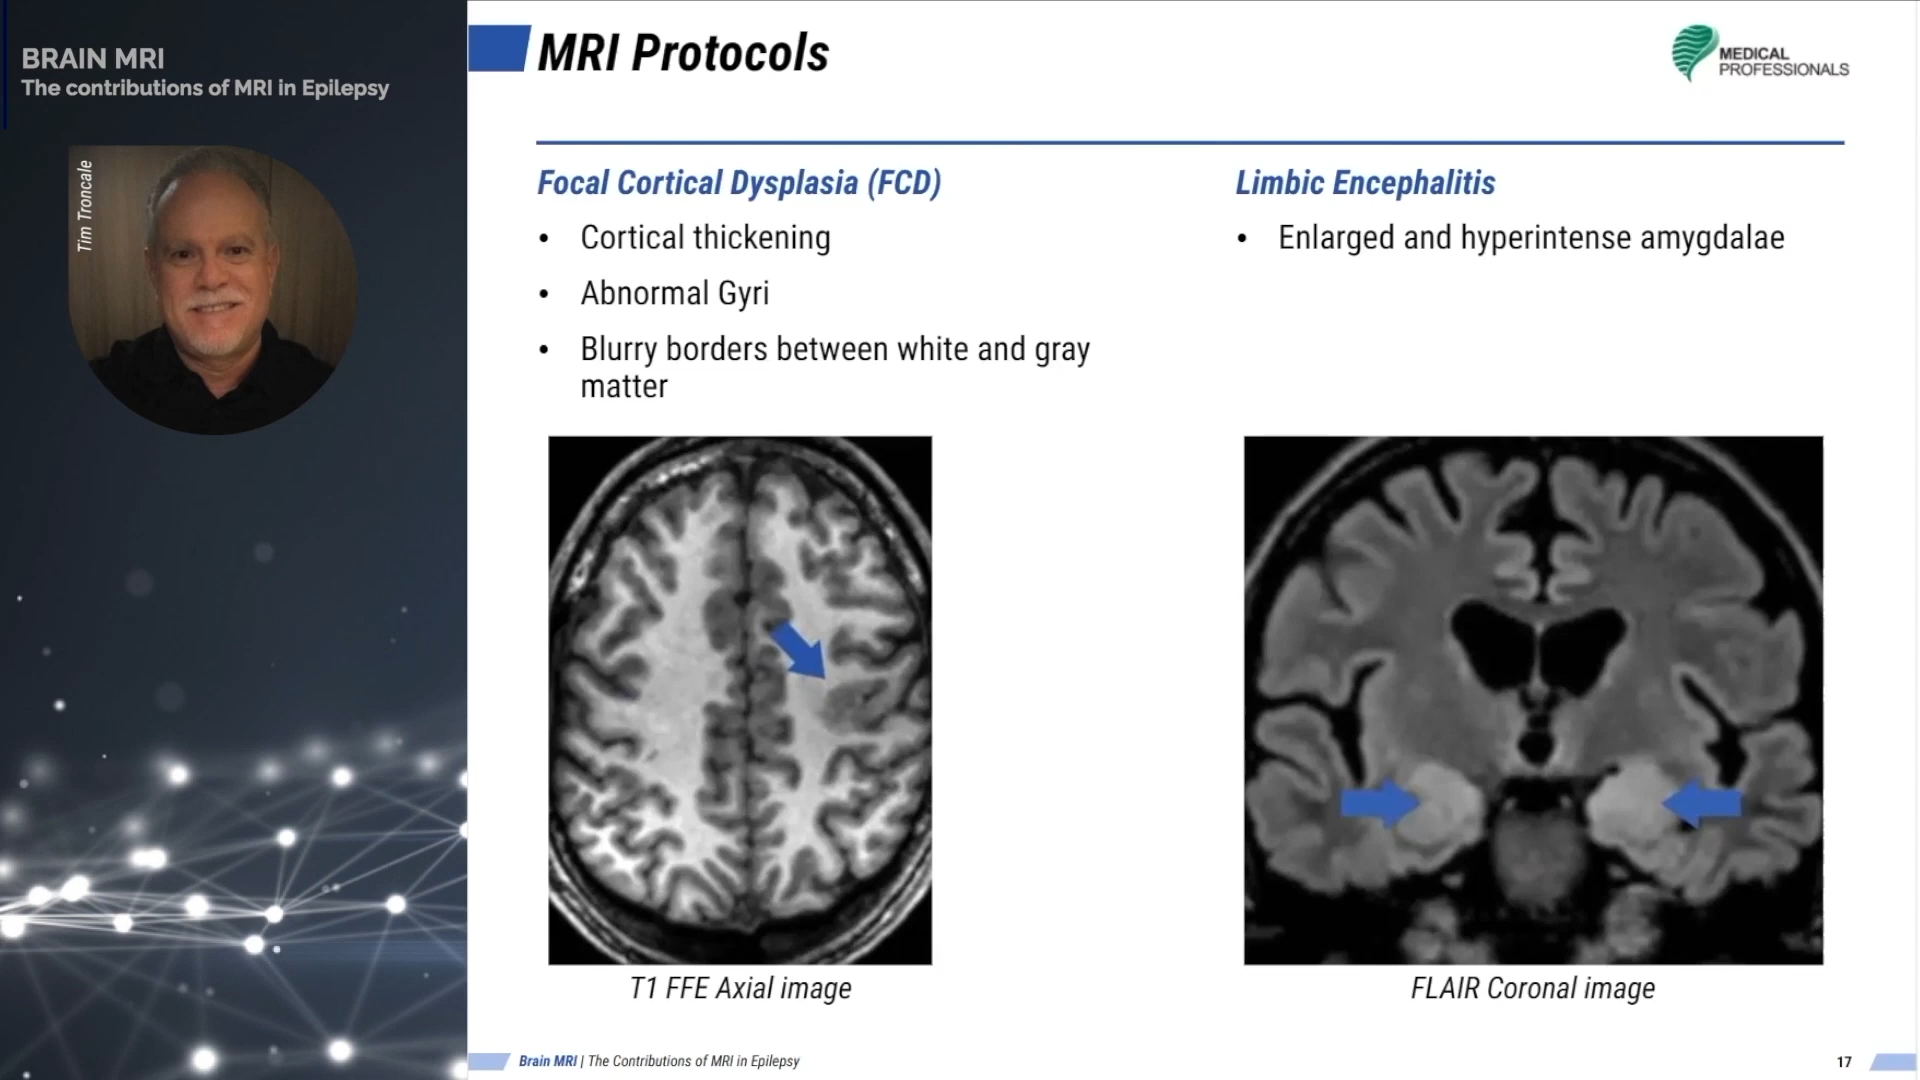 BRAIN MRI
The contributions of MRI in Epilepsy
Tim Troncale
MRI Protocols
MEDICAL
PROFESSIONALS
Focal Cortical Dysplasia (FCD)
• Cortical thickening
• Abnormal Gyri
• Blurry borders between white and gray
matter
T1 FFE Axial image
Limbic Encephalitis
• Enlarged and hyperintense amygdalae
FLAIR Coronal image
Brain MRI | The Contributions of MRI in Epilepsy
17